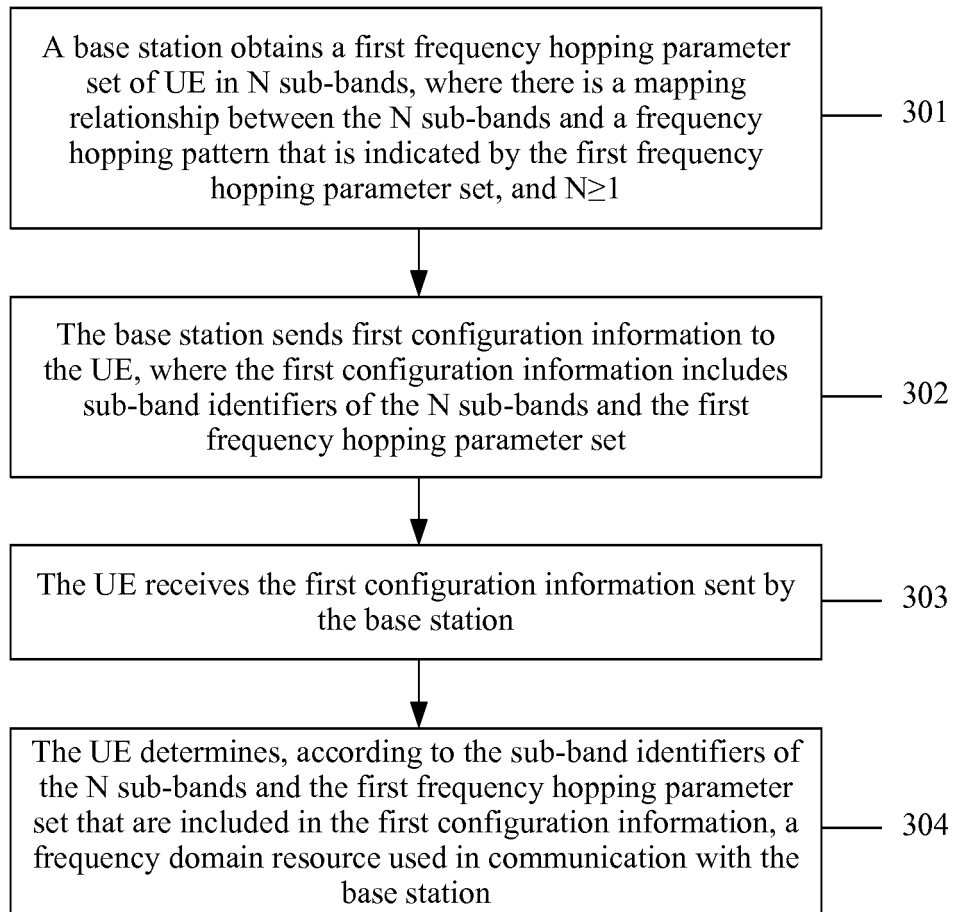 A base station obtains a first frequency hopping parameter
set of UE in N sub-bands, where there is a mapping
relationship between the N sub-bands and a frequency
hopping pattern that is indicated by the first frequency
hopping parameter set, and N≥1
301
The base station sends first configuration information to
the UE, where the first configuration information includes
sub-band identifiers of the N sub-bands and the first
frequency hopping parameter set
302
The UE receives the first configuration information sent by
the base station
303
The UE determines, according to the sub-band identifiers of
the N sub-bands and the first frequency hopping parameter
set that are included in the first configuration information, a
frequency domain resource used in communication with the
base station
304